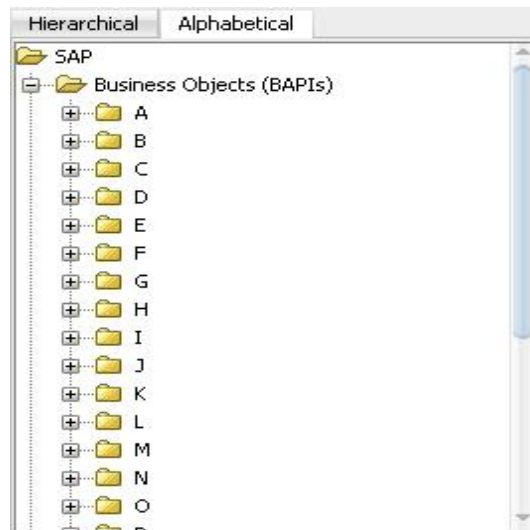 Hierarchical Alphabetical
SAP
Business Objects (BAPIs)
A
B
C
D
E
F
G
H
I
J
K
L
M
N
O